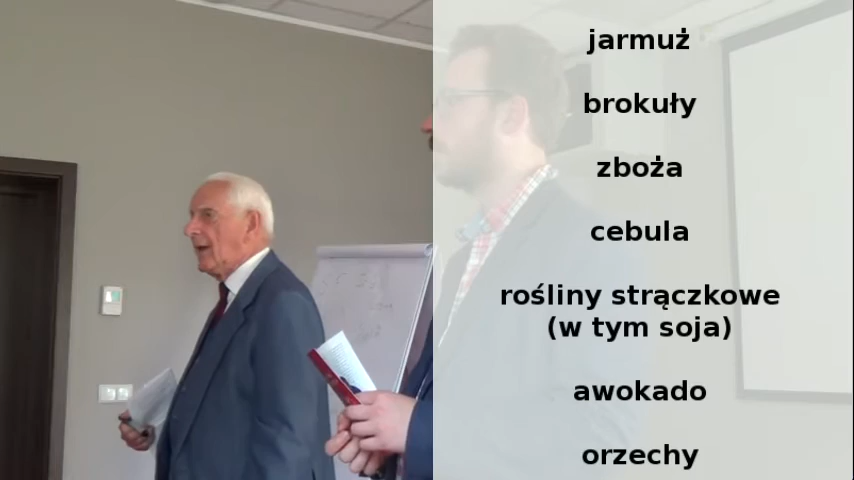 jarmuż
brokuły
zboża
cebula
rośliny strączkowe
(w tym soja)
awokado
orzechy